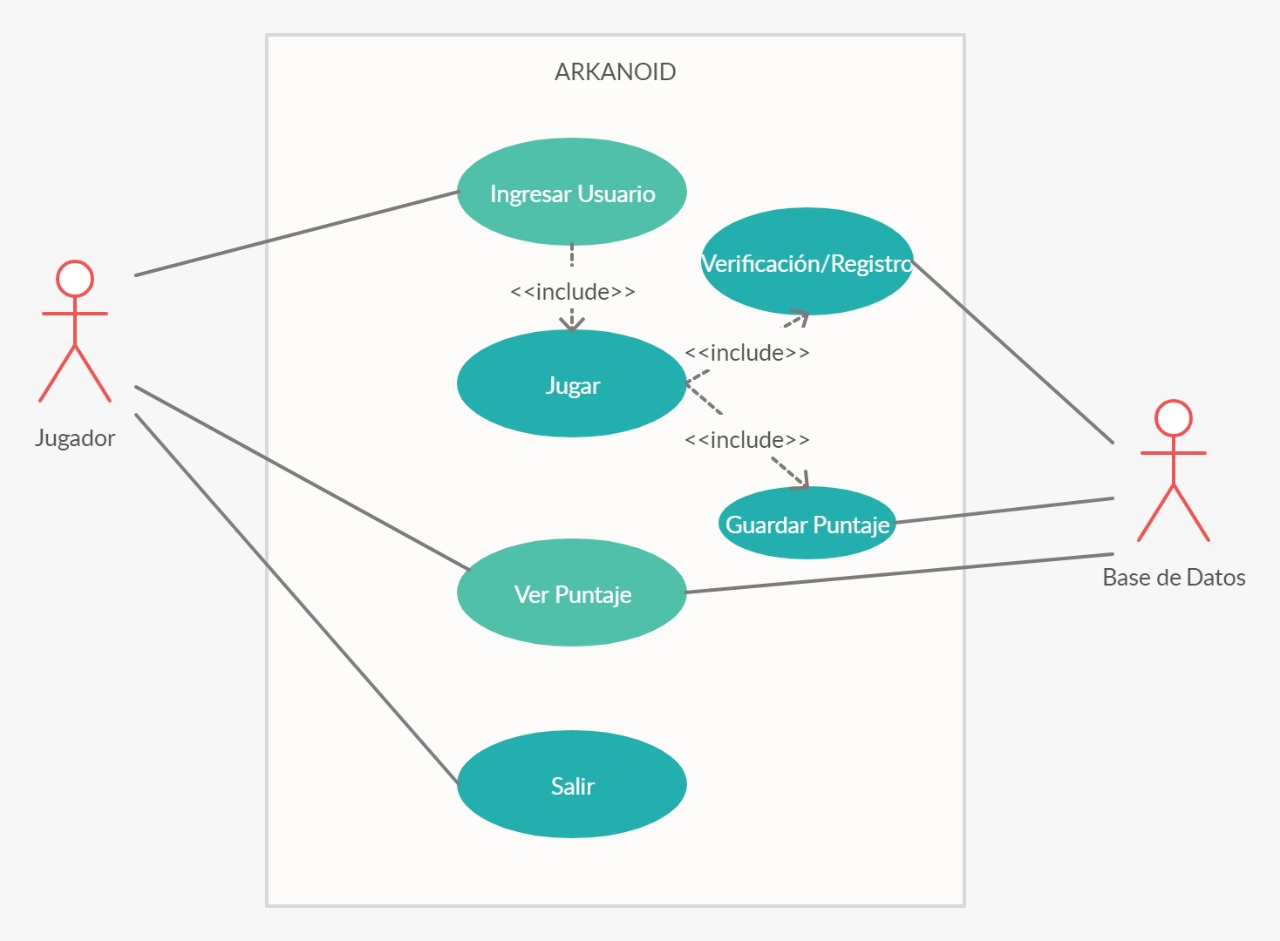 ARKANOID
Ingresar Usuario
Verificación/Registro
<<include>>
<<include>>
Jugar
Jugador
<<include>>
Guardar Puntaje
Base de Datos
Ver Puntaje
Salir